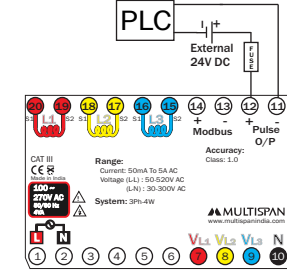 PLC
I +
External
24V DC
FUSE
20 19 18 17 16 15 14 13 12 11
S1 L1 S2 S1 L2 S2 S1 L3 S2 + - + -
Modbus Pulse
O/P
Accuracy:
Class: 1.0
CAT III
CE
Made in India
100 ~
270V AC
50/60 Hz
4VA
Range:
Current: 50mA To 5A AC
Voltage (L-L) : 50-520V AC
(L-N) : 30-300V AC
System: 3Ph-4W
MULTISPAN
www.multispanindia.com
L N VL1 VL2 VL3 N
1 2 3 4 5 6 7 8 9 10